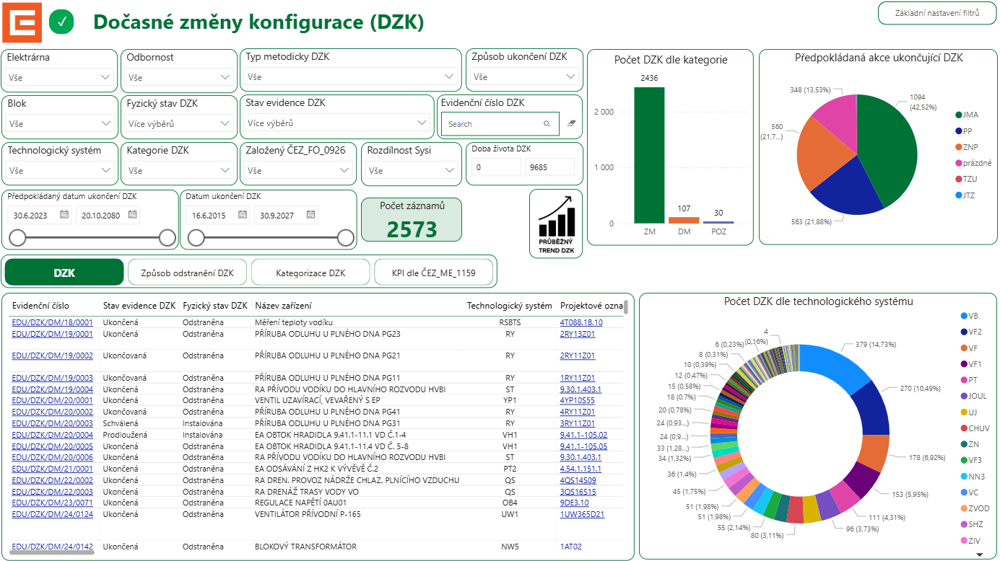 Dočasné změny konfigurace (DZK)
Základní nastavení filtrů
Elektrárna
Vše
Odbornost
Vše
Typ metodicky DZK
Vše
Způsob ukončení DZK
Vše
Blok
Vše
Fyzický stav DZK
Více výběrů
Stav evidence DZK
Více výběrů
Evidenční číslo DZK
Search
Technologický systém
Vše
Kategorie DZK
Vše
Založený ČEZ_FO_0926
Vše
Rozdílnost Sysi
Vše
Doba života DZK
0
9685
Předpokládaný datum ukončení DZK
30.6.2023
20.10.2080
Datum ukončení DZK
16.6.2015
30.9.2027
Počet záznamů
2573
PRŮBĚŽNÝ
TREND DZK
Počet DZK dle kategorie
2436
2 000
1 000
0
107
30
ZM
DM
POZ
Předpokládaná akce ukončující DZK
348 (13,53%)
1094
(42,52%)
560
(21,7...)
563 (21,88%)
JMA
PP
ZNP
prázdné
TZU
JTZ
DZK
Způsob odstranění DZK
Kategorizace DZK
KPI dle ČEZ_ME_1159
Evidenční číslo Stav evidence DZK Fyzický stav DZK Název zařízení Technologický systém Projektové ozna
EDU/DZK/DM/18/0001 Ukončená Odstraněna Měření teploty vodíku RSBTS 4T088.1B.10
EDU/DZK/DM/19/0001 Ukončená Odstraněna PŘÍRUBA ODLUHU U PLNÉHO DNA PG23 RY 2RY13Z01
EDU/DZK/DM/19/0002 Ukončovaná Odstraněna PŘÍRUBA ODLUHU U PLNÉHO DNA PG21 RY 2RY11Z01
EDU/DZK/DM/19/0003 Ukončovaná Odstraněna PŘÍRUBA ODLUHU U PLNÉHO DNA PG11 RY 1RY11Z01
EDU/DZK/DM/19/0004 Ukončená Odstraněna RA PŘÍVODU VODÍKU DO HLAVNÍHO ROZVODU HVBI ST 9.30.1.403.1
EDU/DZK/DM/20/0001 Ukončená Odstraněna VENTIL UZAVÍRACÍ, VEVAŘENÝ S EP YP1 4YP10S55
EDU/DZK/DM/20/0002 Ukončovaná Odstraněna PŘÍRUBA ODLUHU U PLNÉHO DNA PG41 RY 4RY11Z01
EDU/DZK/DM/20/0003 Schválená Instalována PŘÍRUBA ODLUHU U PLNÉHO DNA PG31 RY 3RY11Z01
EDU/DZK/DM/20/0004 Prodloužená Instalována EA OBTOK HRADIDLA 9.41.1-11.1 VD Č.1-4 VH1 9.41.1-105.02
EDU/DZK/DM/20/0005 Ukončená Odstraněna EA OBTOK HRADIDLA 9.41.1-11.4 VD Č. 5-8 VH1 9.41.1-105.05
EDU/DZK/DM/20/0006 Ukončená Odstraněna RA PŘÍVODU VODÍKU DO HLAVNÍHO ROZVODU HVBI ST 9.30.1.403.1
EDU/DZK/DM/21/0001 Ukončená Odstraněna EA ODSÁVÁNÍ Z HK2 K VÝVĚVĚ Č.2 PT2 4.54.1.151.1
EDU/DZK/DM/22/0002 Ukončená Odstraněna RA DREN. PROVOZ NÁDRŽE CHLAZ. PLNÍCÍHO VZDUCHU QS 4QS14S09
EDU/DZK/DM/22/0003 Ukončená Odstraněna RA DRENÁŽ TRASY VODY VO QS 3QS16S15
EDU/DZK/DM/23/0071 Ukončená Odstraněna REGULACE NAPĚTÍ 0AU01 OB4 9DE3.10
EDU/DZK/DM/24/0124 Ukončená Odstraněna VENTILÁTOR PŘÍVODNÍ P-165 UW1 1UW365D21
EDU/DZK/DM/24/0142 Ukončená Odstraněna BLOKOVÝ TRANSFORMÁTOR NW5 1AT02
Počet DZK dle technologického systému
379 (14,73%)
270 (10,49%)
178 (6,92%)
153 (5,95%)
111 (4,31%)
96 (3,73%)
80 (3,11%)
55 (2,14%)
51 (1,98%)
51 (1,98%)
45 (1,75%)
36 (1,4%)
34 (1,32%)
33 (1,28...)
24 (0,9...)
24 (0,93...)
20 (0,78%)
18 (0,7%)
15 (0,58%)
12 (0,47%)
10 (0,39%)
8 (0,31%)
6 (0,23%)
4
(0,16%)
VB
VF2
VF
VF1
PT
JOUL
UJ
CHUV
ZN
VF3
NN3
VC
ZVOD
SHZ
ZIV